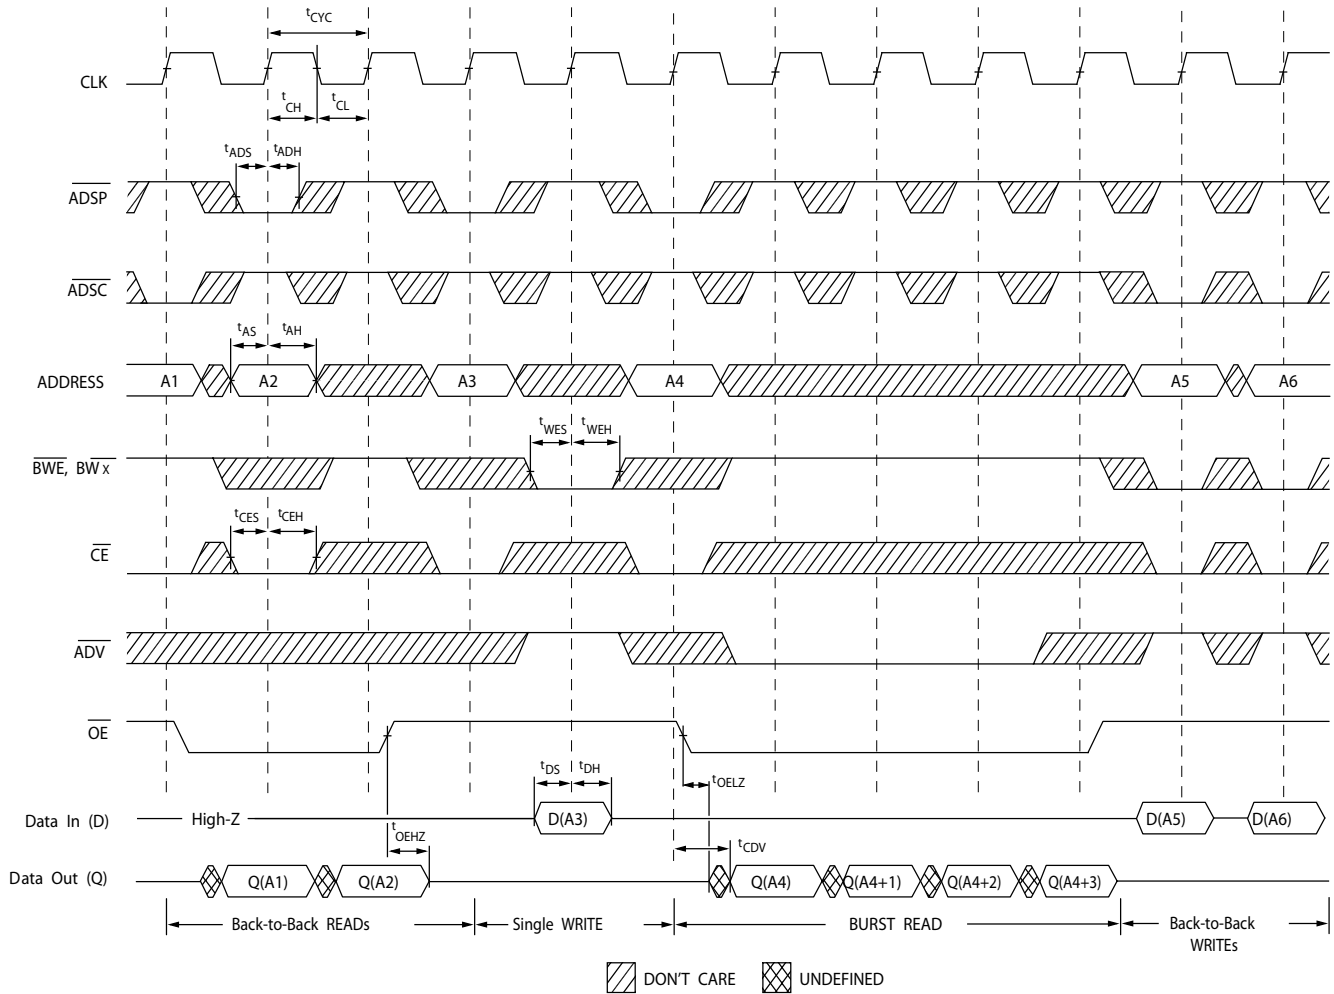 tCYC
CLK
tCH
tCL
tADS
tADH
ADSP
ADSC
tAS
tAH
ADDRESS
A1
A2
A3
A4
A5
A6
tWES
tWEH
BWE, BW x
tCES
tCEH
CE
ADV
OE
tDS
tDH
tOELZ
Data In (D)
High-Z
D(A3)
D(A5)
D(A6)
tOEHZ
tCDV
Data Out (Q)
Q(A1)
Q(A2)
Q(A4)
Q(A4+1)
Q(A4+2)
Q(A4+3)
Back-to-Back READs
Single WRITE
BURST READ
Back-to-Back
WRITEs
DON'T CARE
UNDEFINED